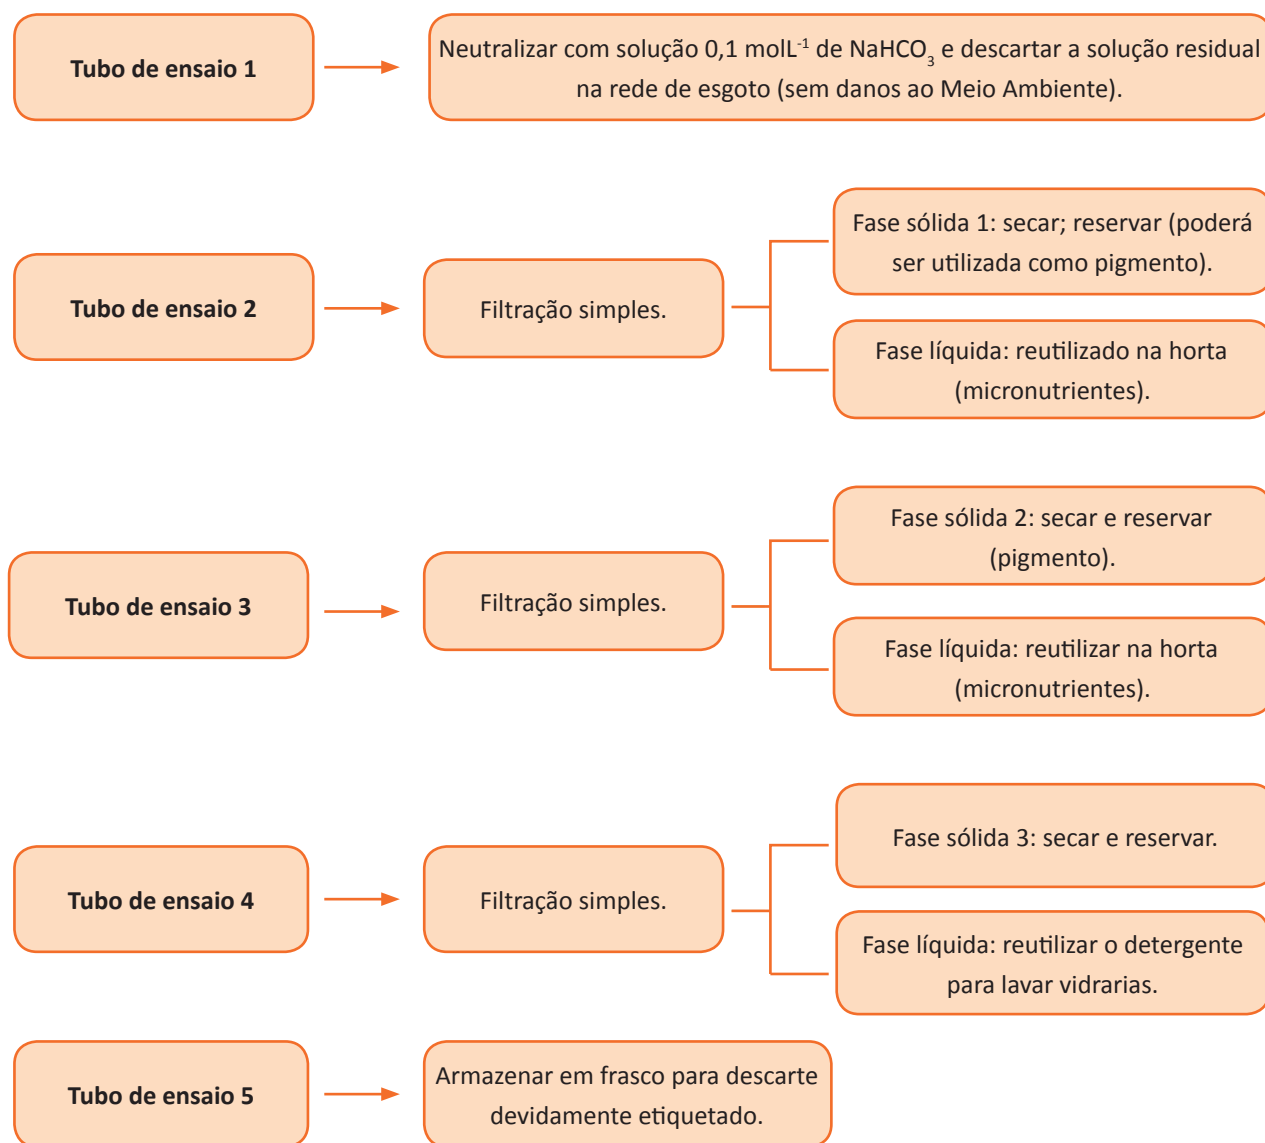 Tubo de ensaio 1
Neutralizar com solução 0,1 molL⁻¹ de NaHCO₃ e descartar a solução residual
na rede de esgoto (sem danos ao Meio Ambiente).
Tubo de ensaio 2
Filtração simples.
Fase sólida 1: secar; reservar (poderá
ser utilizada como pigmento).
Fase líquida: reutilizado na horta
(micronutrientes).
Tubo de ensaio 3
Filtração simples.
Fase sólida 2: secar e reservar
(pigmento).
Fase líquida: reutilizar na horta
(micronutrientes).
Tubo de ensaio 4
Filtração simples.
Fase sólida 3: secar e reservar.
Fase líquida: reutilizar o detergente
para lavar vidrarias.
Tubo de ensaio 5
Armazenar em frasco para descarte
devidamente etiquetado.